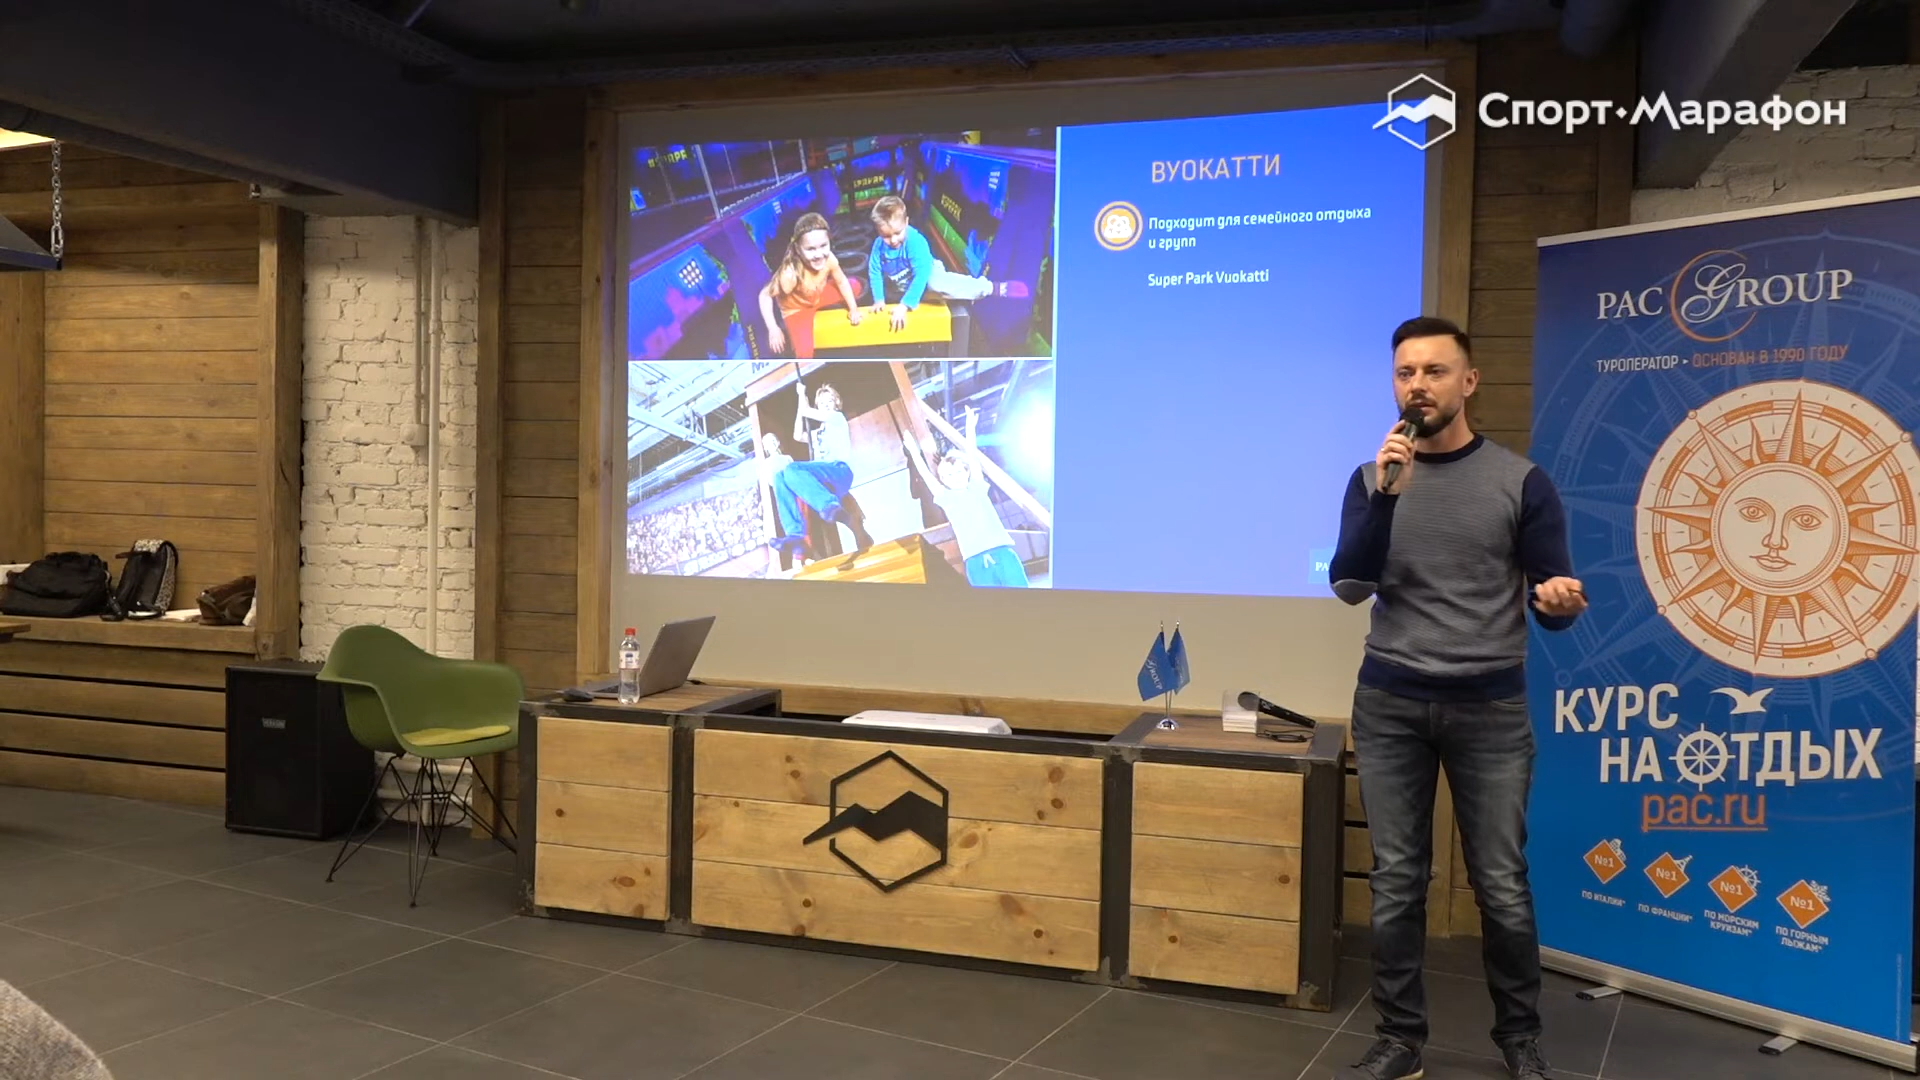 Спорт-Марафон
ВУОКАТТИ
Подходит для семейного отдыха
и групп
Super Park Vuokatti
PAC GROUP
ТУРОПЕРАТОР ▸ ОСНОВАН В 1990 ГОДУ
КУРС
НА ОТДЫХ
pac.ru
№1
ПО ИТАЛИИ*
№1
ПО ФРАНЦИИ*
№1
ПО МОРСКИМ
КРУИЗАМ*
№1
ПО ГОРНЫМ
ЛЫЖАМ*
GROUP